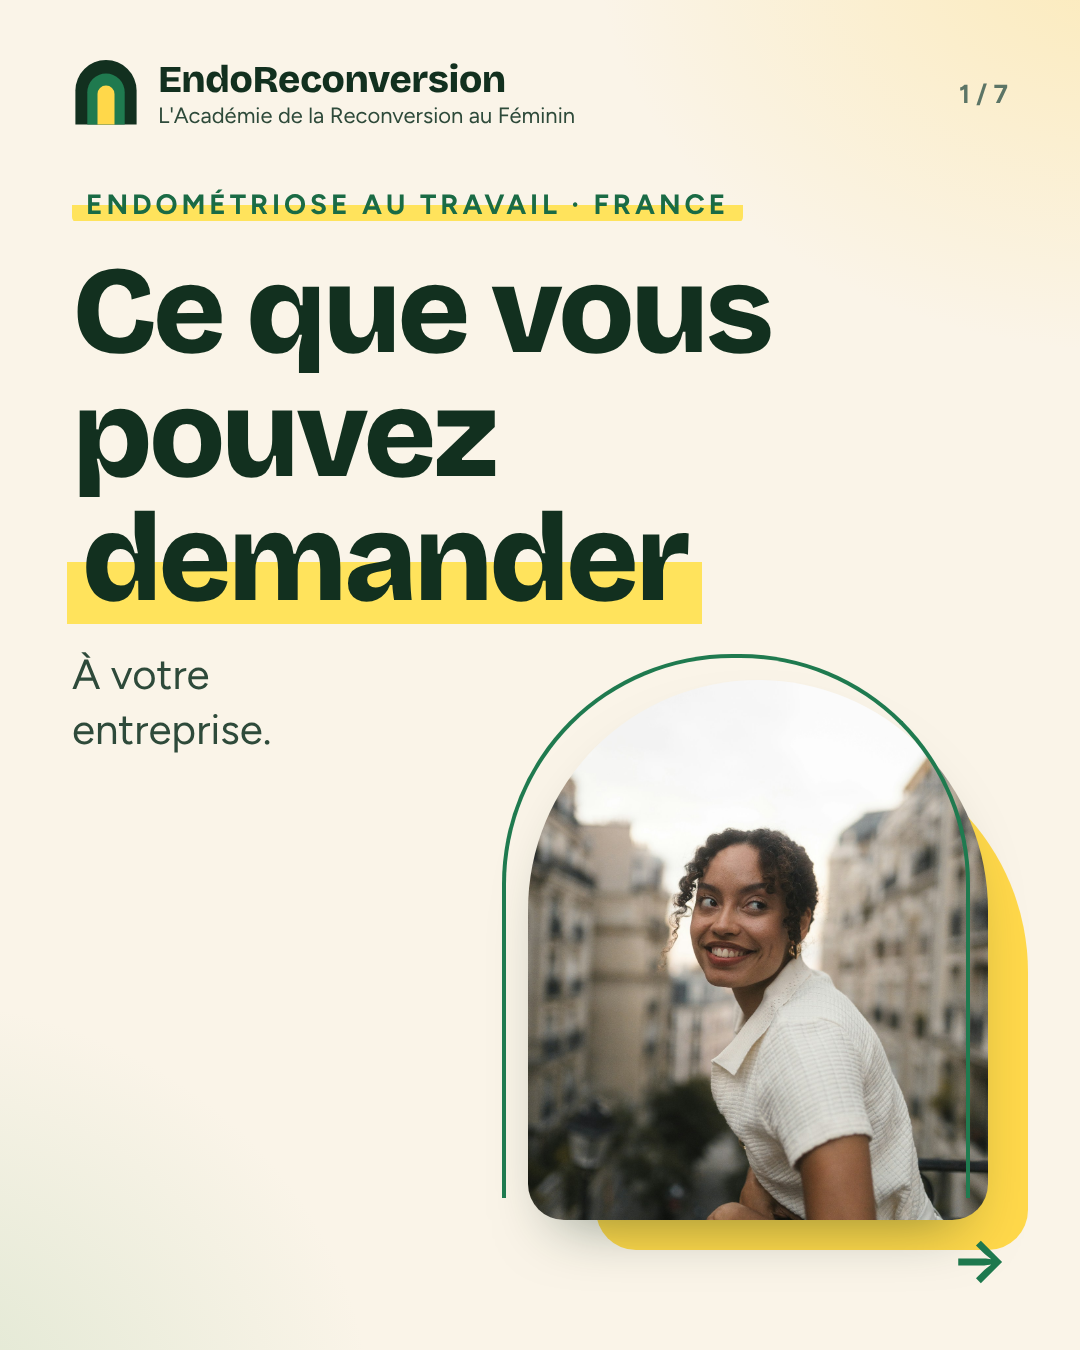 EndoReconversion
L'Académie de la Reconversion au Féminin
1 / 7
ENDOMÉTRIOSE AU TRAVAIL · FRANCE
Ce que vous
pouvez
demander
À votre
entreprise.